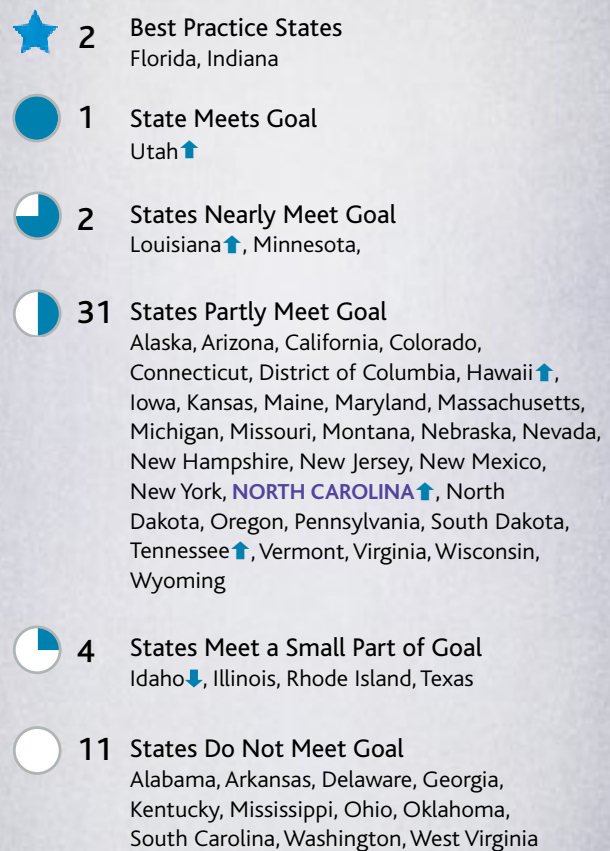 2 Best Practice States
Florida, Indiana
1 State Meets Goal
Utah⬆
2 States Nearly Meet Goal
Louisiana⬆, Minnesota,
31 States Partly Meet Goal
Alaska, Arizona, California, Colorado,
Connecticut, District of Columbia, Hawaii⬆,
Iowa, Kansas, Maine, Maryland, Massachusetts,
Michigan, Missouri, Montana, Nebraska, Nevada,
New Hampshire, New Jersey, New Mexico,
New York, NORTH CAROLINA⬆, North
Dakota, Oregon, Pennsylvania, South Dakota,
Tennessee⬆, Vermont, Virginia, Wisconsin,
Wyoming
4 States Meet a Small Part of Goal
Idaho⬇, Illinois, Rhode Island, Texas
11 States Do Not Meet Goal
Alabama, Arkansas, Delaware, Georgia,
Kentucky, Mississippi, Ohio, Oklahoma,
South Carolina, Washington, West Virginia